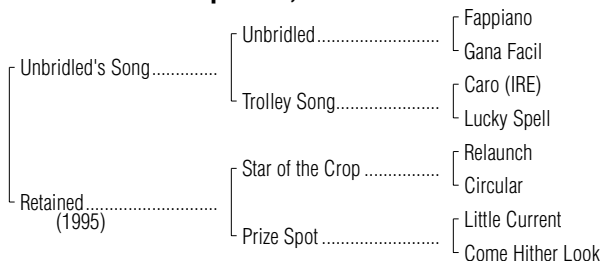 Fappiano
Unbridled
Gana Facil
Unbridled's Song
Caro (IRE)
Trolley Song
Lucky Spell
Relaunch
Star of the Crop
Circular
Retained
(1995)
Little Current
Prize Spot
Come Hither Look